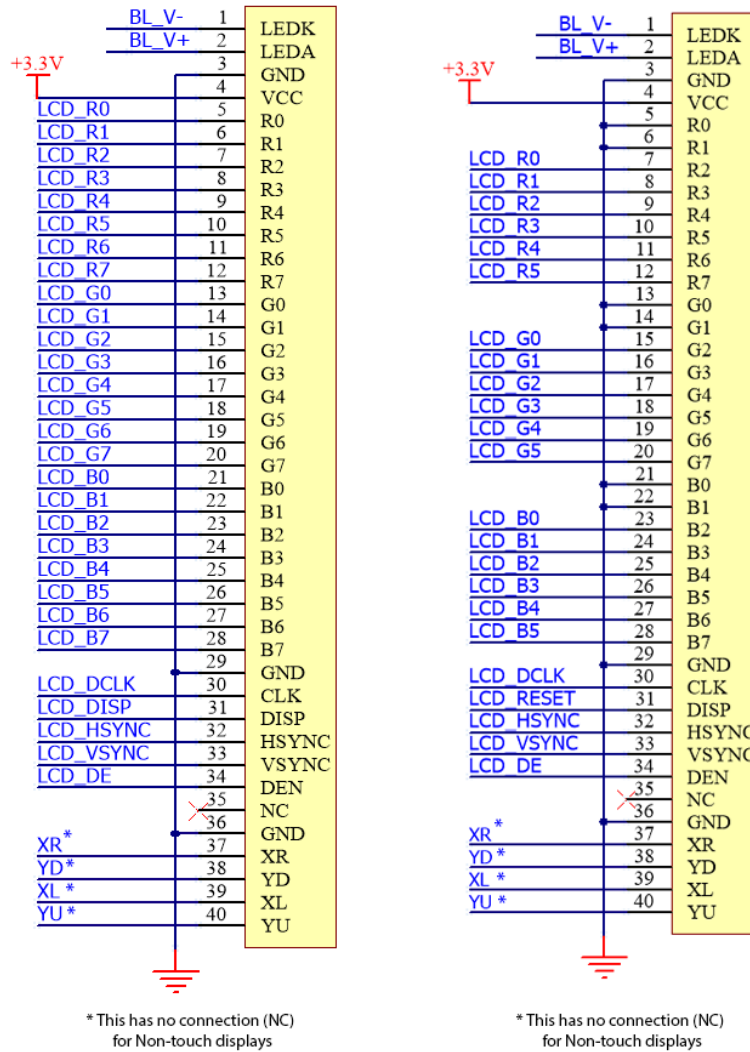 BL_V- 1 LEDK
BL_V+ 2 LEDA
3 GND
+3.3V
4 VCC
LCD_R0 5 R0
LCD_R1 6 R1
LCD_R2 7 R2
LCD_R3 8 R3
LCD_R4 9 R4
LCD_R5 10 R5
LCD_R6 11 R6
LCD_R7 12 R7
LCD_G0 13 G0
LCD_G1 14 G1
LCD_G2 15 G2
LCD_G3 16 G3
LCD_G4 17 G4
LCD_G5 18 G5
LCD_G6 19 G6
LCD_G7 20 G7
LCD_B0 21 B0
LCD_B1 22 B1
LCD_B2 23 B2
LCD_B3 24 B3
LCD_B4 25 B4
LCD_B5 26 B5
LCD_B6 27 B6
LCD_B7 28 B7
29 GND
LCD_DCLK 30 CLK
LCD_DISP 31 DISP
LCD_HSYNC 32 HSYNC
LCD_VSYNC 33 VSYNC
LCD_DE 34 DEN
35 NC
36 GND
XR* 37 XR
YD* 38 YD
XL * 39 XL
YU* 40 YU
* This has no connection (NC)
for Non-touch displays
BL_V- 1 LEDK
BL_V+ 2 LEDA
3 GND
+3.3V
4 VCC
5 R0
6 R1
LCD_R0 7 R2
LCD_R1 8 R3
LCD_R2 9 R4
LCD_R3 10 R5
LCD_R4 11 R6
LCD_R5 12 R7
13 G0
14 G1
LCD_G0 15 G2
LCD_G1 16 G3
LCD_G2 17 G4
LCD_G3 18 G5
LCD_G4 19 G6
LCD_G5 20 G7
21 B0
22 B1
LCD_B0 23 B2
LCD_B1 24 B3
LCD_B2 25 B4
LCD_B3 26 B5
LCD_B4 27 B6
LCD_B5 28 B7
29 GND
LCD_DCLK 30 CLK
LCD_RESET 31 DISP
LCD_HSYNC 32 HSYNC
LCD_VSYNC 33 VSYNC
LCD_DE 34 DEN
35 NC
36 GND
XR* 37 XR
YD* 38 YD
XL * 39 XL
YU * 40 YU
* This has no connection (NC)
for Non-touch displays